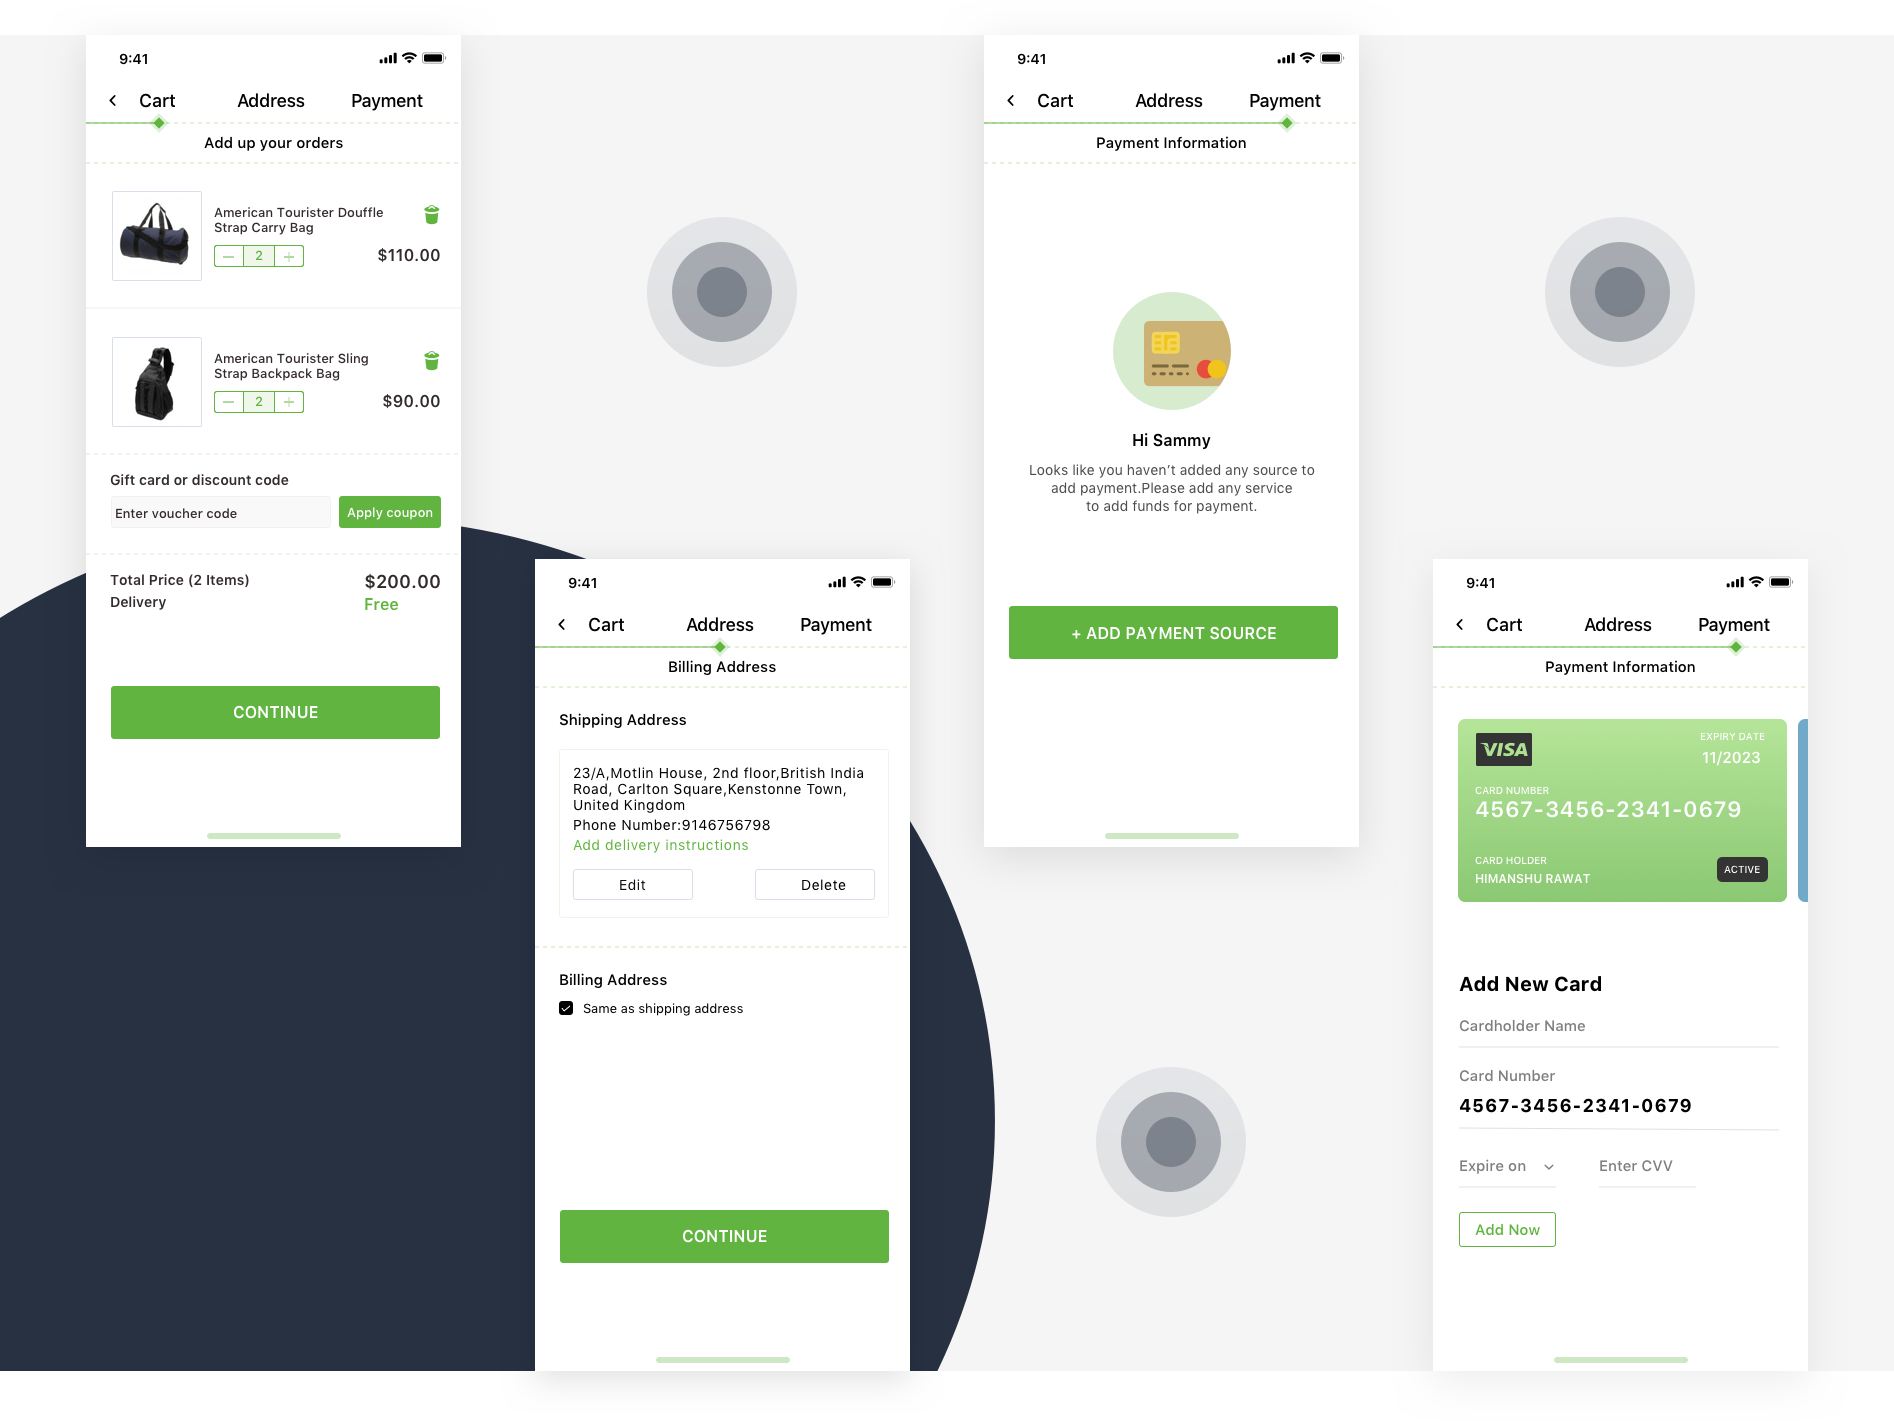 9:41
Cart Address Payment
Add up your orders
American Tourister Douffle
Strap Carry Bag
2
$110.00
American Tourister Sling
Strap Backpack Bag
2
$90.00
Gift card or discount code
Enter voucher code
Apply coupon
Total Price (2 Items) $200.00
Delivery Free
CONTINUE
9:41
Cart Address Payment
Billing Address
Shipping Address
23/A,Motlin House, 2nd floor,British India
Road, Carlton Square,Kenstonne Town,
United Kingdom
Phone Number:9146756798
Add delivery instructions
Edit Delete
Billing Address
Same as shipping address
CONTINUE
9:41
Cart Address Payment
Payment Information
Hi Sammy
Looks like you haven’t added any source to
add payment.Please add any service
to add funds for payment.
+ ADD PAYMENT SOURCE
9:41
Cart Address Payment
Payment Information
VISA
EXPIRY DATE
11/2023
CARD NUMBER
4567-3456-2341-0679
CARD HOLDER
HIMANSHU RAWAT
ACTIVE
Add New Card
Cardholder Name
Card Number
4567-3456-2341-0679
Expire on Enter CVV
Add Now